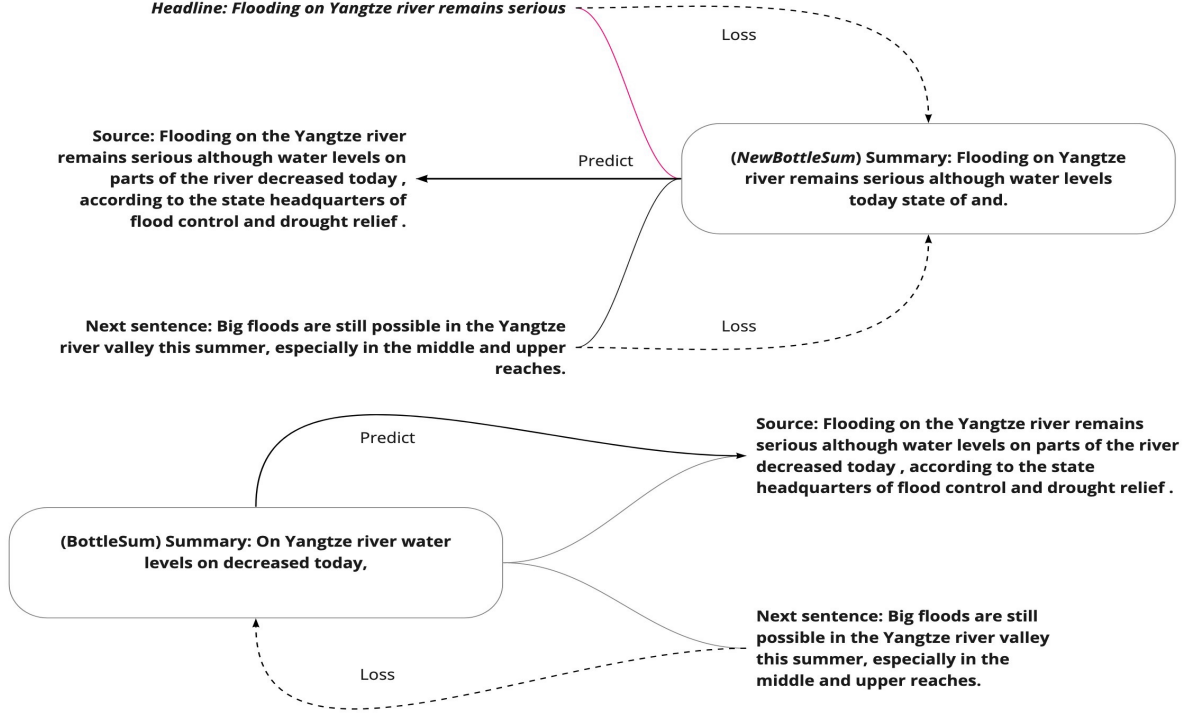 Headline: Flooding on Yangtze river remains serious
Loss
Source: Flooding on the Yangtze river
remains serious although water levels on
parts of the river decreased today ,
according to the state headquarters of
flood control and drought relief .
Predict
(NewBottleSum) Summary: Flooding on Yangtze
river remains serious although water levels
today state of and.
Next sentence: Big floods are still possible in the Yangtze
river valley this summer, especially in the middle and upper
reaches.
Loss
Predict
Source: Flooding on the Yangtze river remains
serious although water levels on parts of the river
decreased today , according to the state
headquarters of flood control and drought relief .
(BottleSum) Summary: On Yangtze river water
levels on decreased today,
Next sentence: Big floods are still
possible in the Yangtze river valley
this summer, especially in the
middle and upper reaches.
Loss